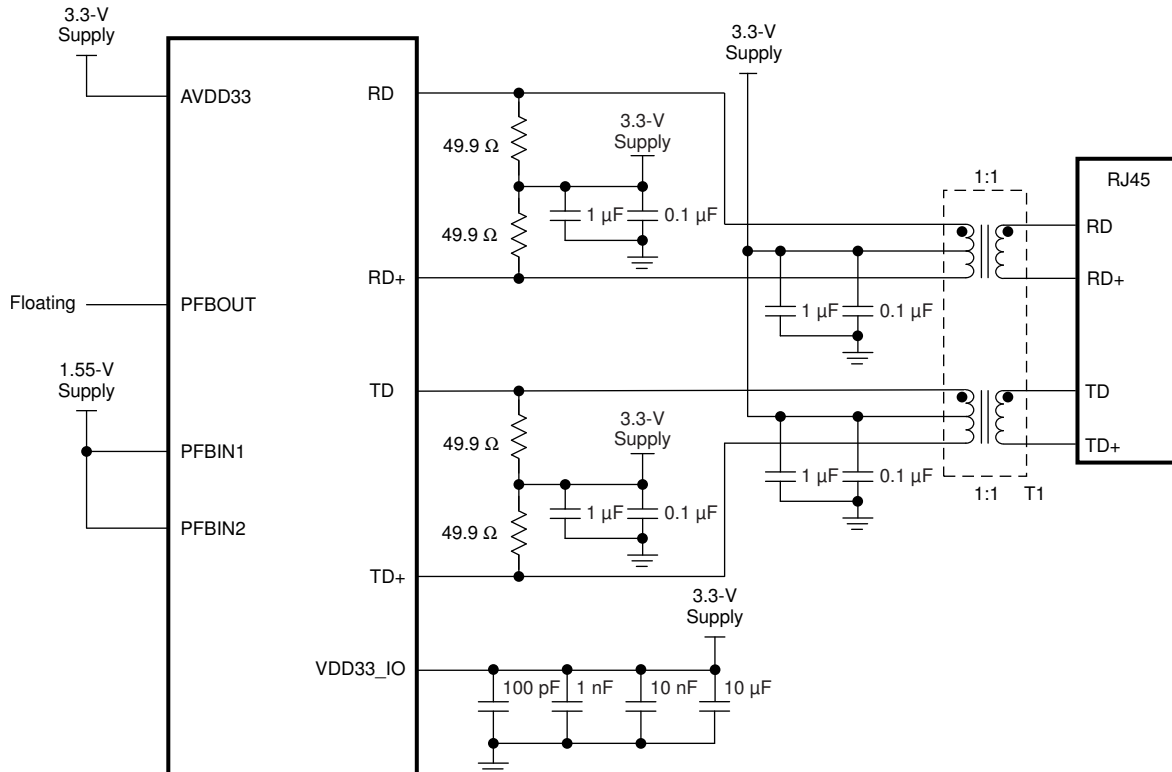 3.3-V
Supply
AVDD33
RD
49.9 Ω
49.9 Ω
RD+
3.3-V
Supply
1 µF
0.1 µF
3.3-V
Supply
1 µF
0.1 µF
1:1
RJ45
RD
RD+
Floating
PFBOUT
1.55-V
Supply
PFBIN1
PFBIN2
TD
49.9 Ω
49.9 Ω
TD+
3.3-V
Supply
1 µF
0.1 µF
1 µF
0.1 µF
1:1
T1
TD
TD+
3.3-V
Supply
VDD33_IO
100 pF
1 nF
10 nF
10 µF